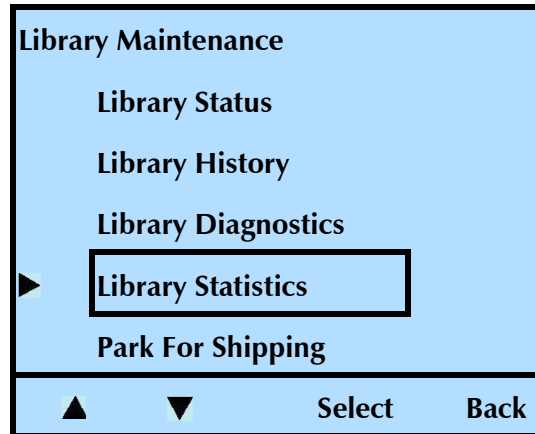 Library Maintenance
Library Status
Library History
Library Diagnostics
Library Statistics
Park For Shipping
Select Back